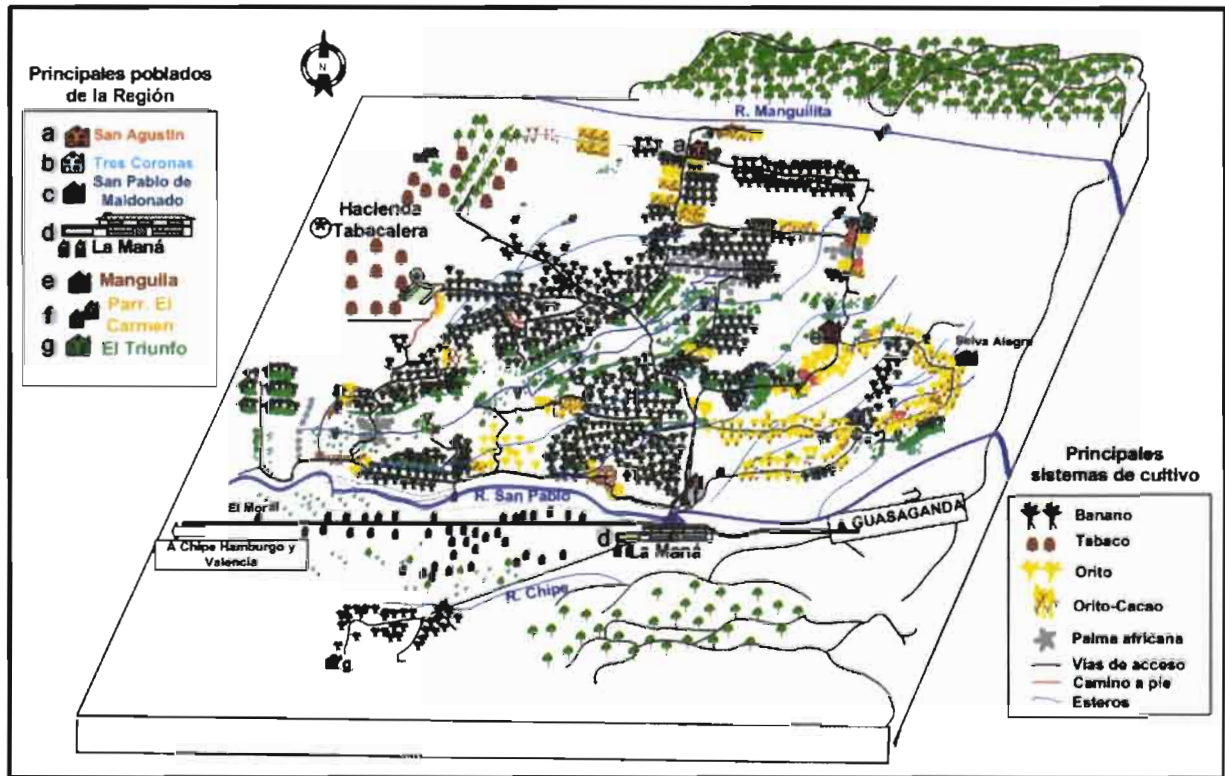 Principales poblados
de la Región
a San Agustín
b Tres Coronas
c San Pablo de
Maldonado
d
La Maná
e Manguila
f Parr. El
Carmen
g El Triunfo
N
R. Manguilita
a
Hacienda
Tabacalera
e
Selva Alegre
R. San Pablo
El Moral
A Chipe Hamburgo y
Valencia
d
La Maná
A GUASAGANDA
R. Chipe
g
Principales
sistemas de cultivo
Banano
Tabaco
Orito
Orito-Cacao
Palma africana
Vías de acceso
Camino a pie
Esteros